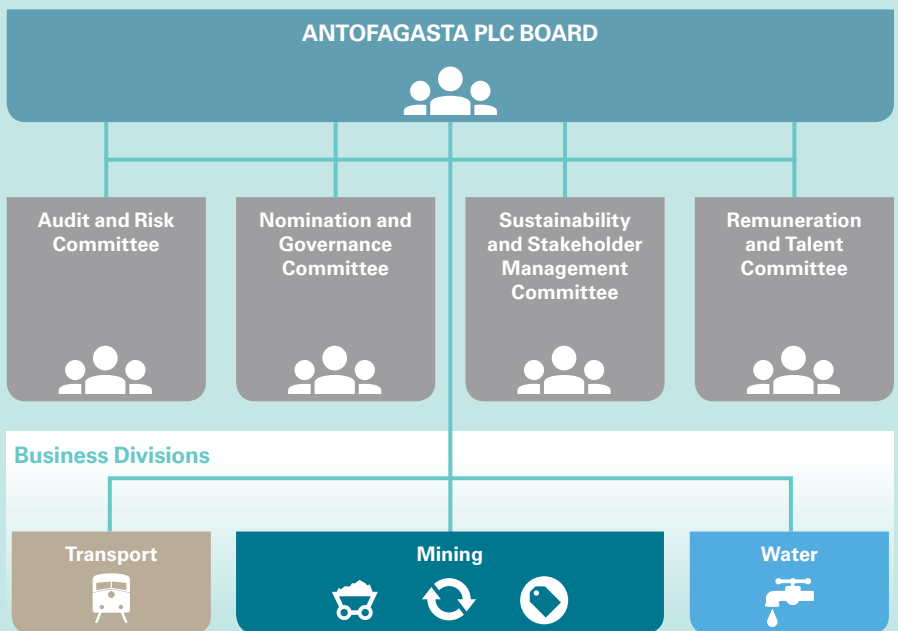 ANTOFAGASTA PLC BOARD
Audit and Risk
Committee
Nomination and
Governance
Committee
Sustainability
and Stakeholder
Management
Committee
Remuneration
and Talent
Committee
Business Divisions
Transport
Mining
Water